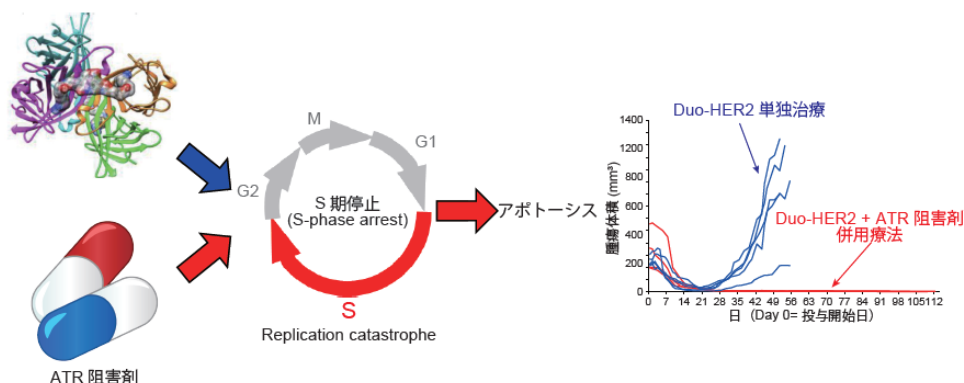 ATR 阻害剤
M
G1
G2
S 期停止
(S-phase arrest)
S
Replication catastrophe
アポトーシス
Duo-HER2 単独治療
Duo-HER2 + ATR 阻害剤
併用療法
腫瘍体積 (mm³)
1400
1200
1000
800
600
400
200
0
0 7 14 21 28 35 42 49 56 63 70 77 84 91 98 105112
日（Day 0= 投与開始日）